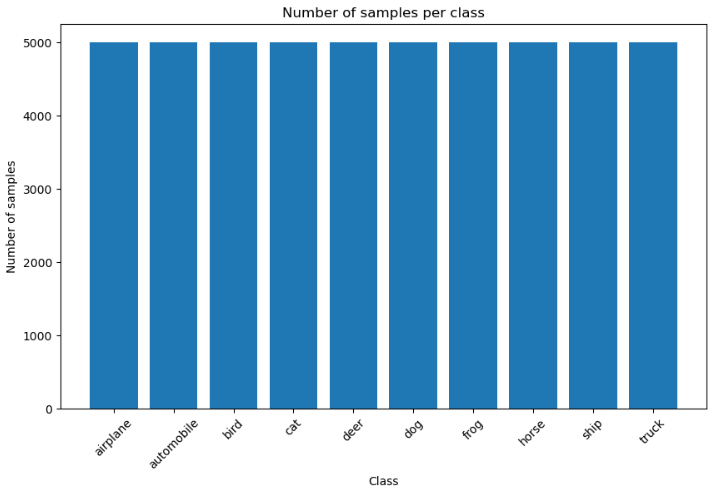 Number of samples per class
Number of samples
5000
4000
3000
2000
1000
0
airplane
automobile
bird
cat
deer
dog
frog
horse
ship
truck
Class